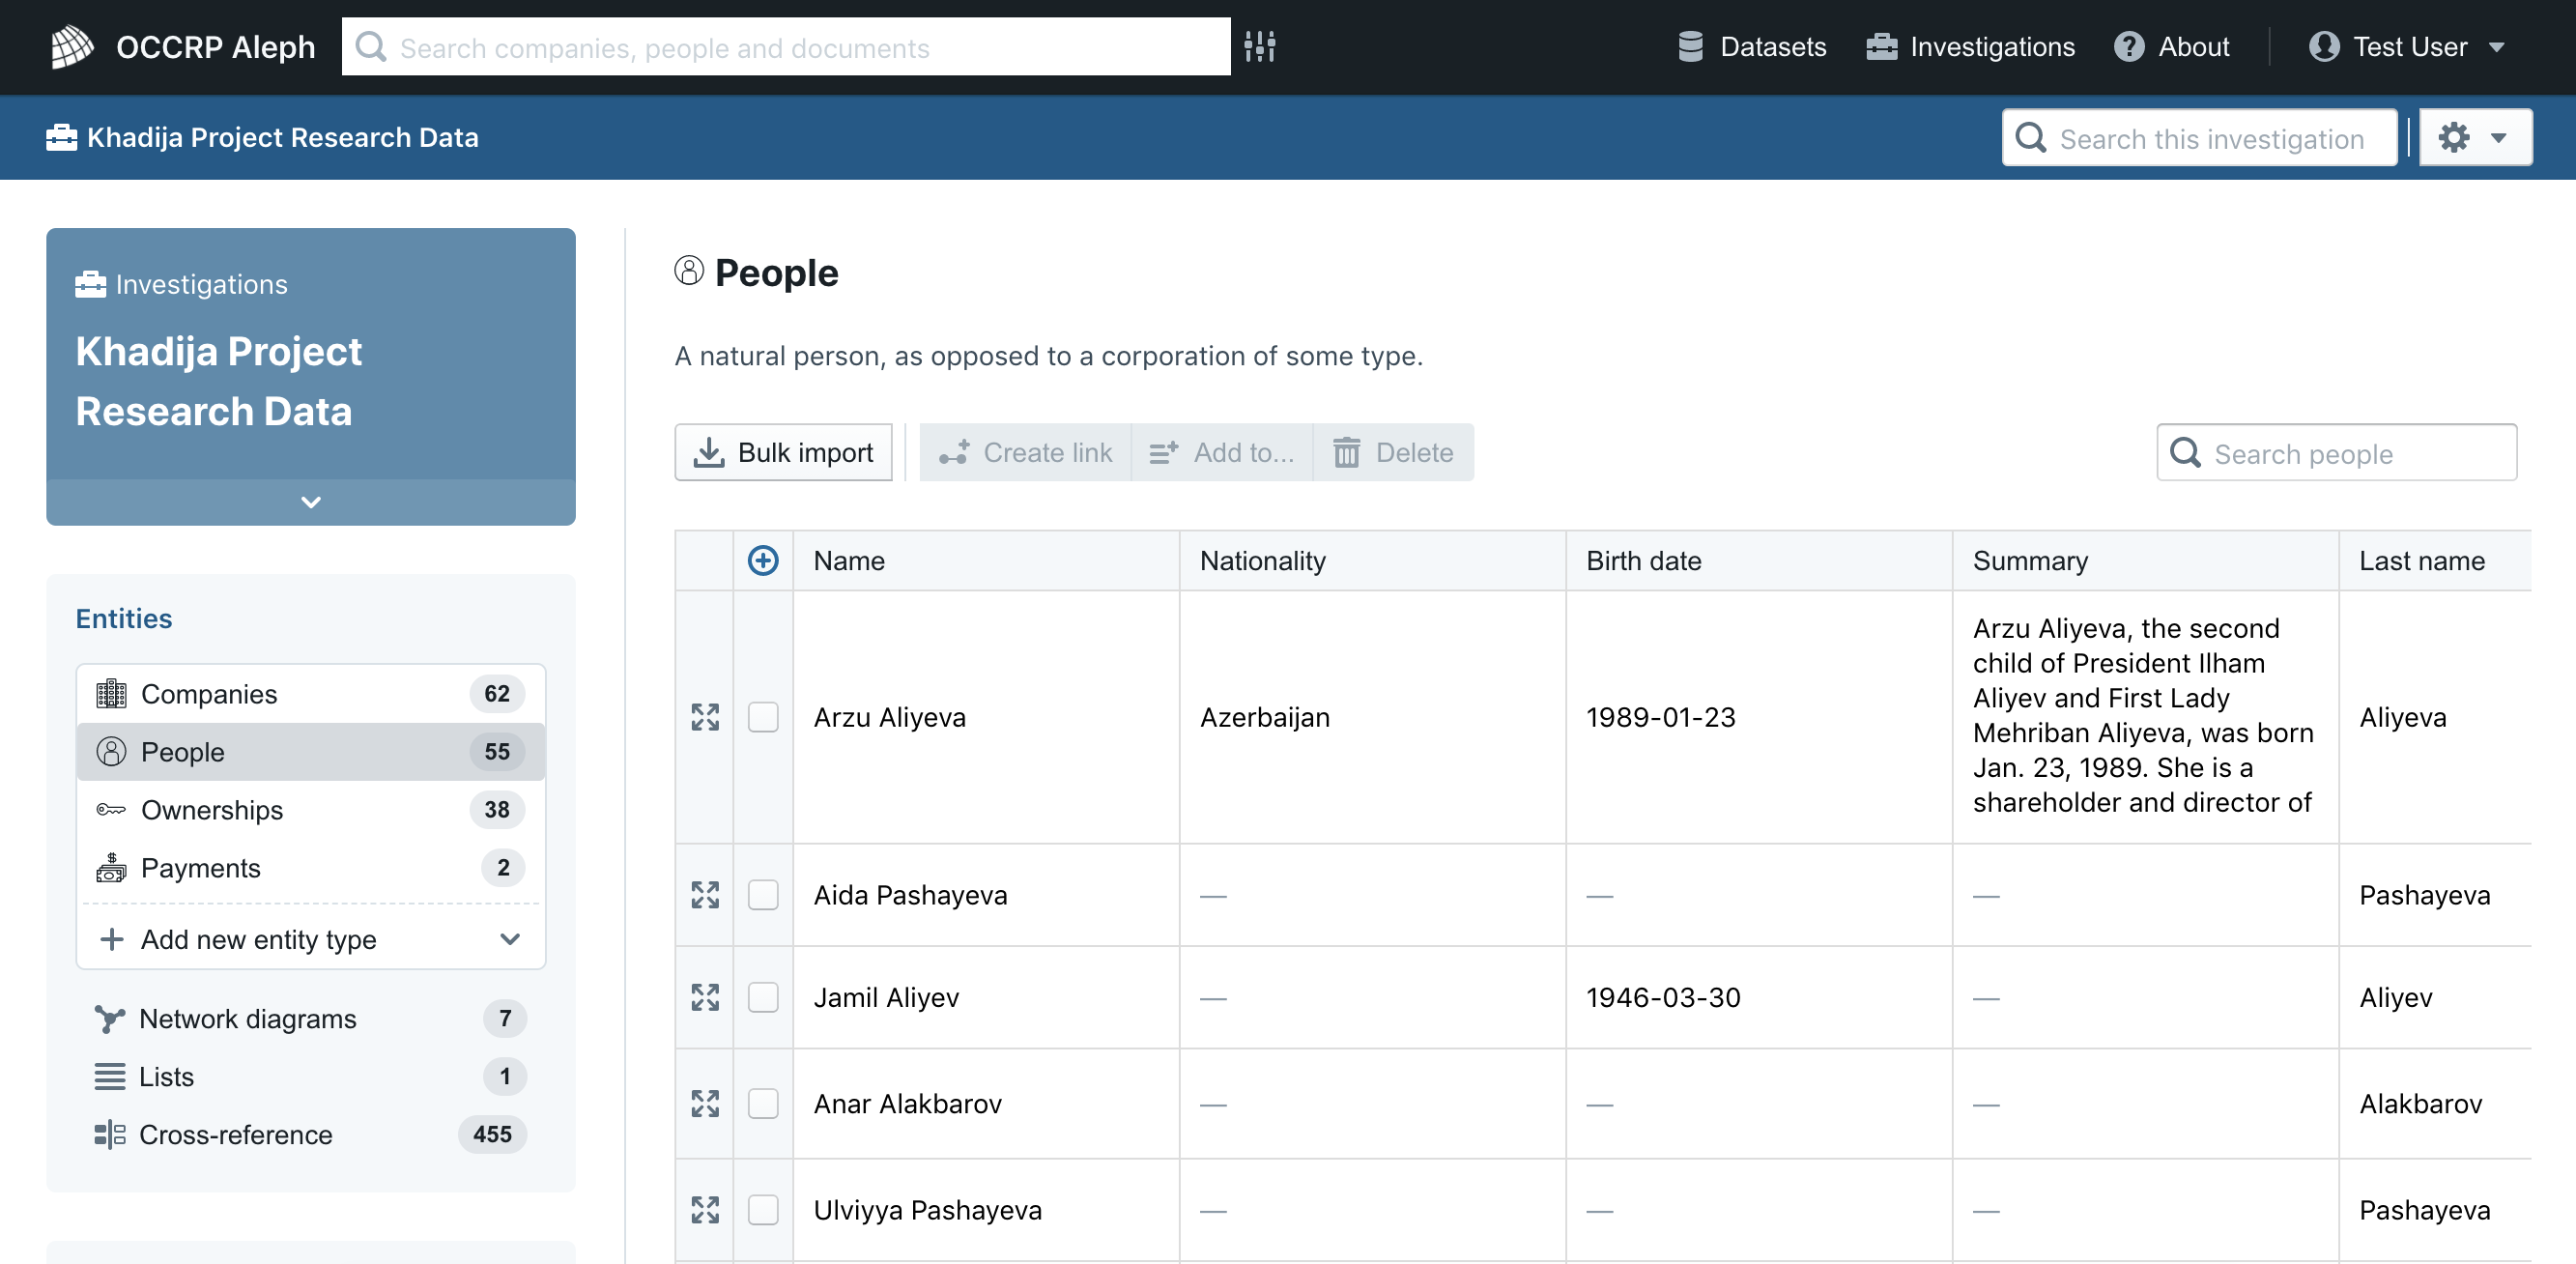 OCCRP Aleph Search companies, people and documents Datasets Investigations About Test User
Khadija Project Research Data Search this investigation
Investigations
Khadija Project
Research Data
Entities
Companies 62
People 55
Ownerships 38
Payments 2
Add new entity type
Network diagrams 7
Lists 1
Cross-reference 455
People
A natural person, as opposed to a corporation of some type.
Bulk import Create link Add to... Delete Search people
Name Nationality Birth date Summary Last name
Arzu Aliyeva Azerbaijan 1989-01-23
Arzu Aliyeva, the second
child of President Ilham
Aliyev and First Lady
Mehriban Aliyeva, was born
Jan. 23, 1989. She is a
shareholder and director of
Aliyeva
Aida Pashayeva — — — Pashayeva
Jamil Aliyev — 1946-03-30 — Aliyev
Anar Alakbarov — — — Alakbarov
Ulviyya Pashayeva — — — Pashayeva